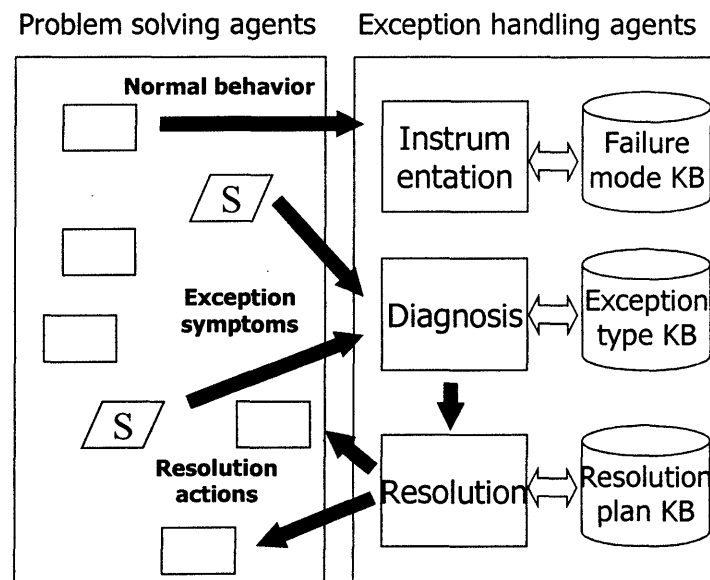 Problem solving agents
Exception handling agents
Normal behavior
Instrum
entation
Failure
mode KB
S
Exception
symptoms
Diagnosis
Exception
type KB
S
Resolution
actions
Resolution
Resolution
plan KB